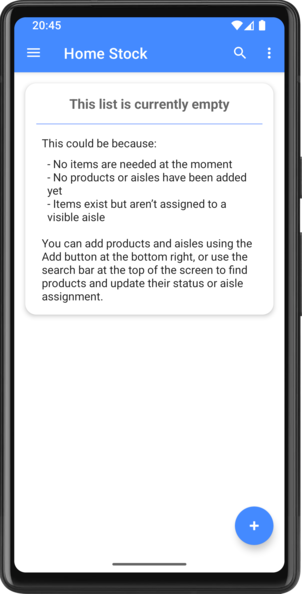 20:45
Home Stock
This list is currently empty
This could be because:
- No items are needed at the moment
- No products or aisles have been added
yet
- Items exist but aren't assigned to a
visible aisle
You can add products and aisles using the
Add button at the bottom right, or use the
search bar at the top of the screen to find
products and update their status or aisle
assignment.